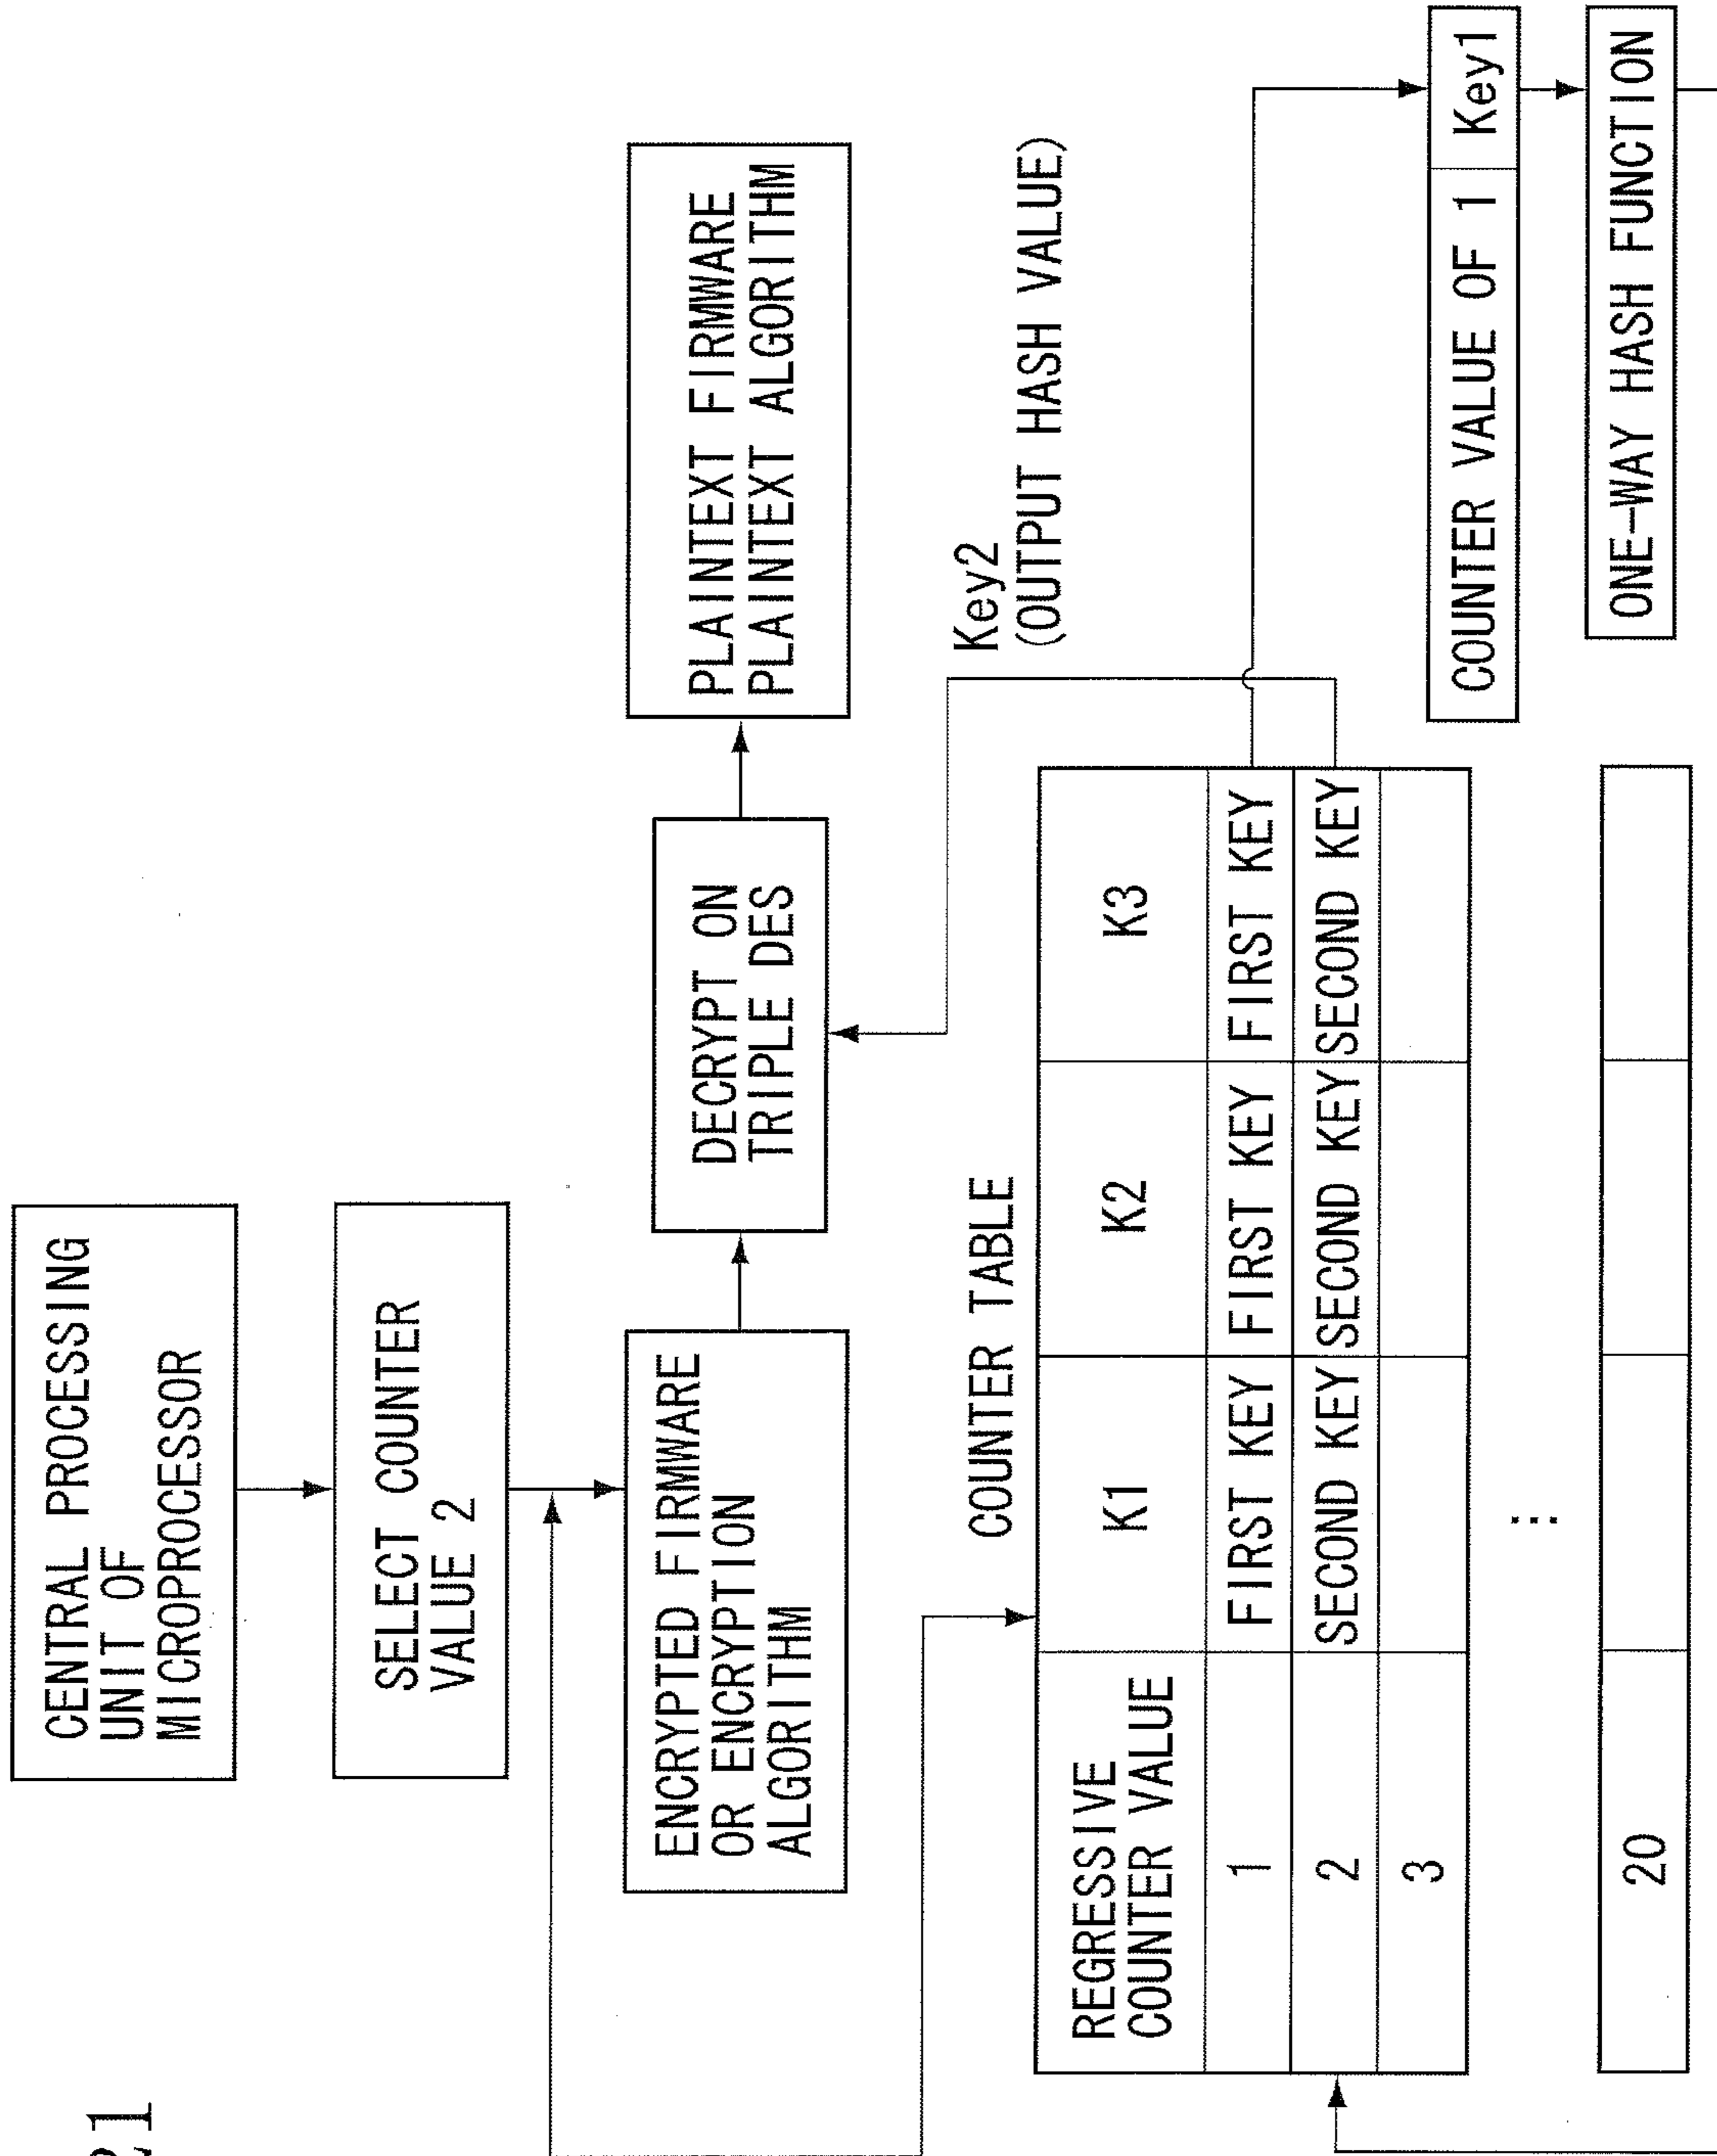 21
CENTRAL PROCESSING
UNIT OF
MICROPROCESSOR
SELECT COUNTER
VALUE 2
ENCRYPTED FIRMWARE
OR ENCRYPTION
ALGORITHM
DECRYPT ON
TRIPLE DES
PLAINTEXT FIRMWARE
PLAINTEXT ALGORITHM
Key2
(OUTPUT HASH VALUE)
COUNTER TABLE
REGRESSIVE
COUNTER VALUE
K1
K2
K3
1
FIRST KEY
FIRST KEY
FIRST KEY
2
SECOND KEY
SECOND KEY
SECOND KEY
3
...
20
COUNTER VALUE OF 1
Key1
ONE-WAY HASH FUNCTION